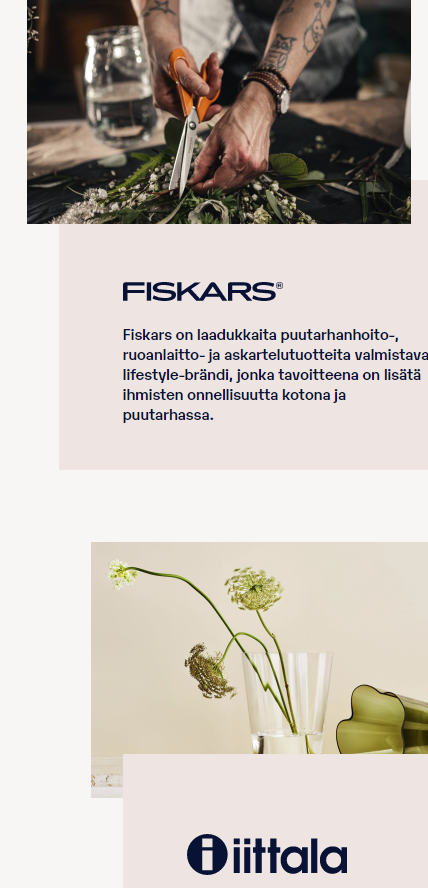 FISKARS®
Fiskars on laadukkaita puutarhanhoito-,
ruoanlaitto- ja askartelutuotteita valmistava
lifestyle-brändi, jonka tavoitteena on lisätä
ihmisten onnellisuutta kotona ja
puutarhassa.
iittala